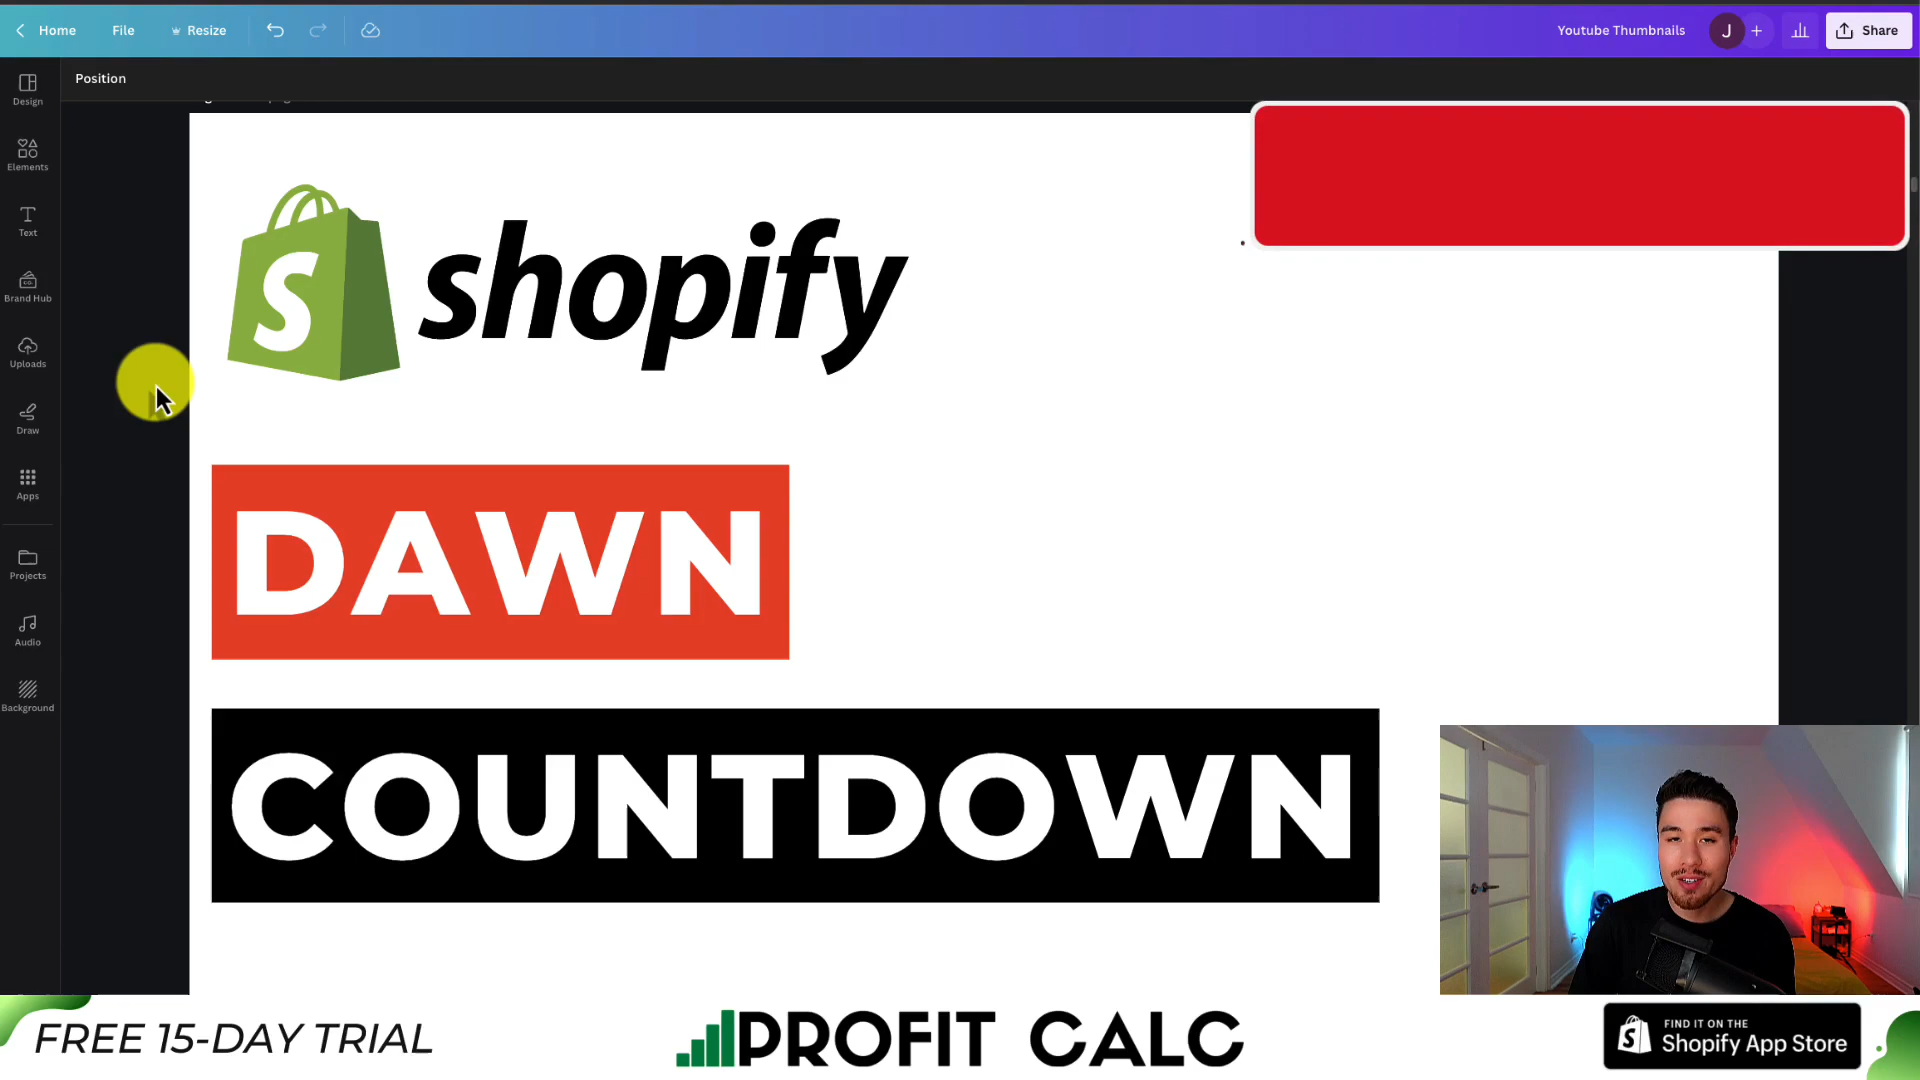 Home File Resize Youtube Thumbnails J + Share
Position
Design
Elements
Text
Brand Hub
CO.
Uploads
Draw
Apps
Projects
Audio
Background
shopify
DAWN
COUNTDOWN
FREE 15-DAY TRIAL
PROFIT CALC
FIND IT ON THE
Shopify App Store